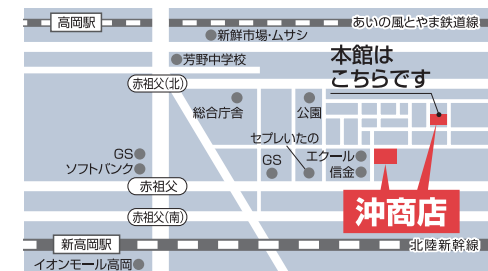 高岡駅
あいの風とやま鉄道線
新鮮市場・ムサシ
芳野中学校
本館は
こちらです
赤祖父(北)
総合庁舎
公園
セブレいたの
GS
エクール
GS
ソフトバンク
信金
赤祖父
沖商店
赤祖父(南)
新高岡駅
北陸新幹線
イオンモール高岡